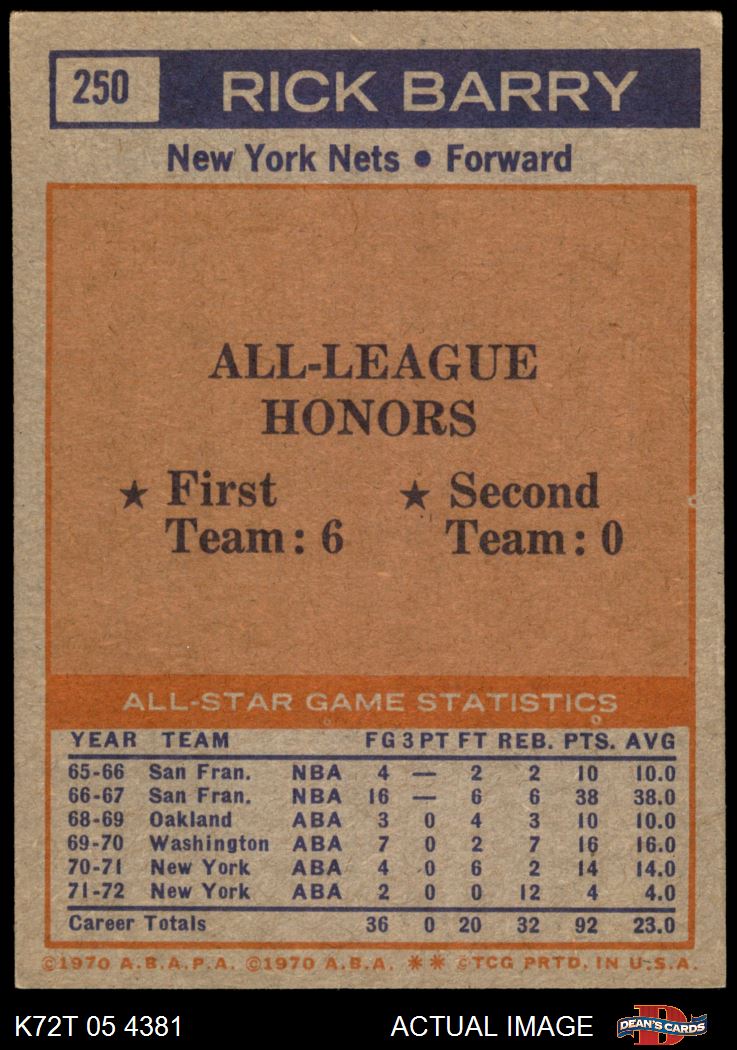 250 RICK BARRY
New York Nets • Forward
ALL-LEAGUE
HONORS
★ First ★ Second
Team: 6 Team: 0
ALL-STAR GAME STATISTICS
YEAR TEAM FG 3 PT FT REB. PTS. AVG
65-66 San Fran. NBA 4 — 2 2 10 10.0
66-67 San Fran. NBA 16 — 6 6 38 38.0
68-69 Oakland ABA 3 0 4 3 10 10.0
69-70 Washington ABA 7 0 2 7 16 16.0
70-71 New York ABA 4 0 6 2 14 14.0
71-72 New York ABA 2 0 0 12 4 4.0
Career Totals 36 0 20 32 92 23.0
©1970 A.B.A.P.A. ©1970 A.B.A. ✱✱ ©TCG PRTD. IN U.S.A.
K72T 05 4381 ACTUAL IMAGE D DEAN'S CARDS